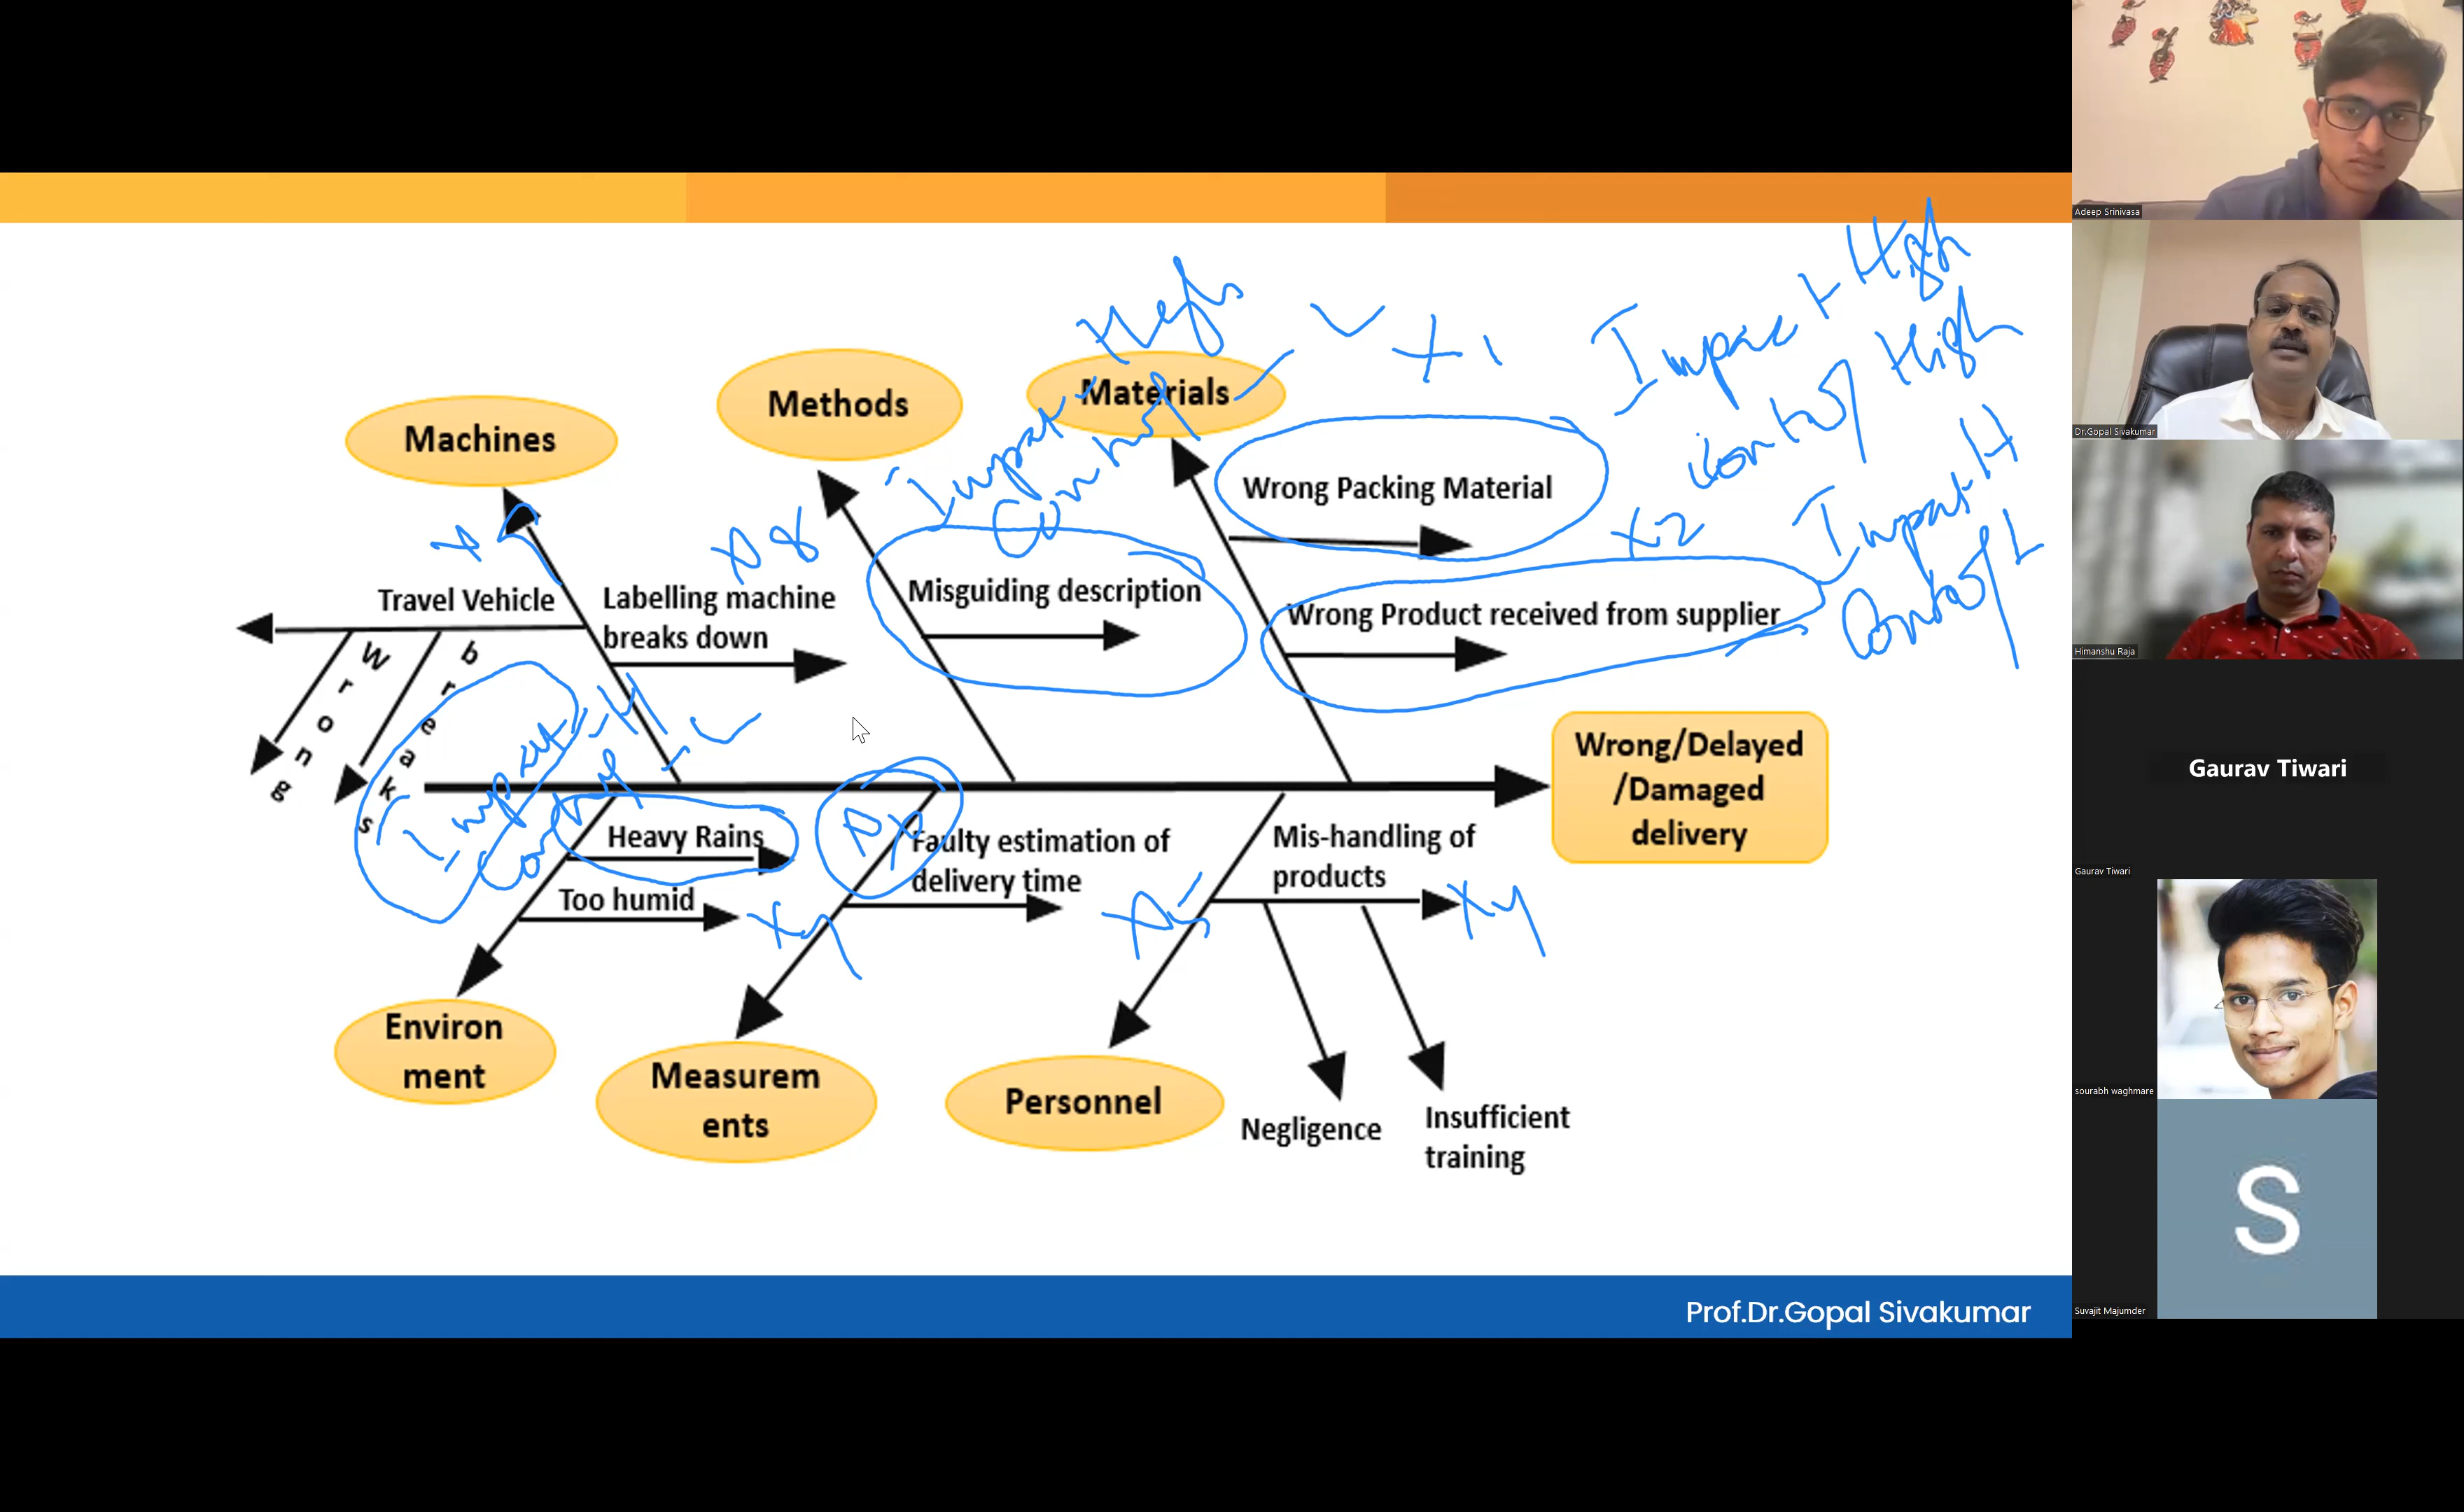 Machines
Methods
Materials
Impact High
Control High
X1
Wrong Packing Material
X2
Impact-H
Control L
Wrong Product received from supplier
Impact - High
Control -
Misguiding description
X8
Labelling machine
breaks down
Travel Vehicle
Wrong
breaks
Impact - H
Control - L
Wrong/Delayed
/Damaged
delivery
Heavy Rains
Too humid
Faulty estimation of
delivery time
X5
Mis-handling of
products
Environ
ment
Measurem
ents
Personnel
Negligence
Insufficient
training
Prof.Dr.Gopal Sivakumar
Adeep Srinivasa
Dr.Gopal Sivakumar
Himanshu Raja
Gaurav Tiwari
Gaurav Tiwari
sourabh waghmare
S
Suvajit Majumder